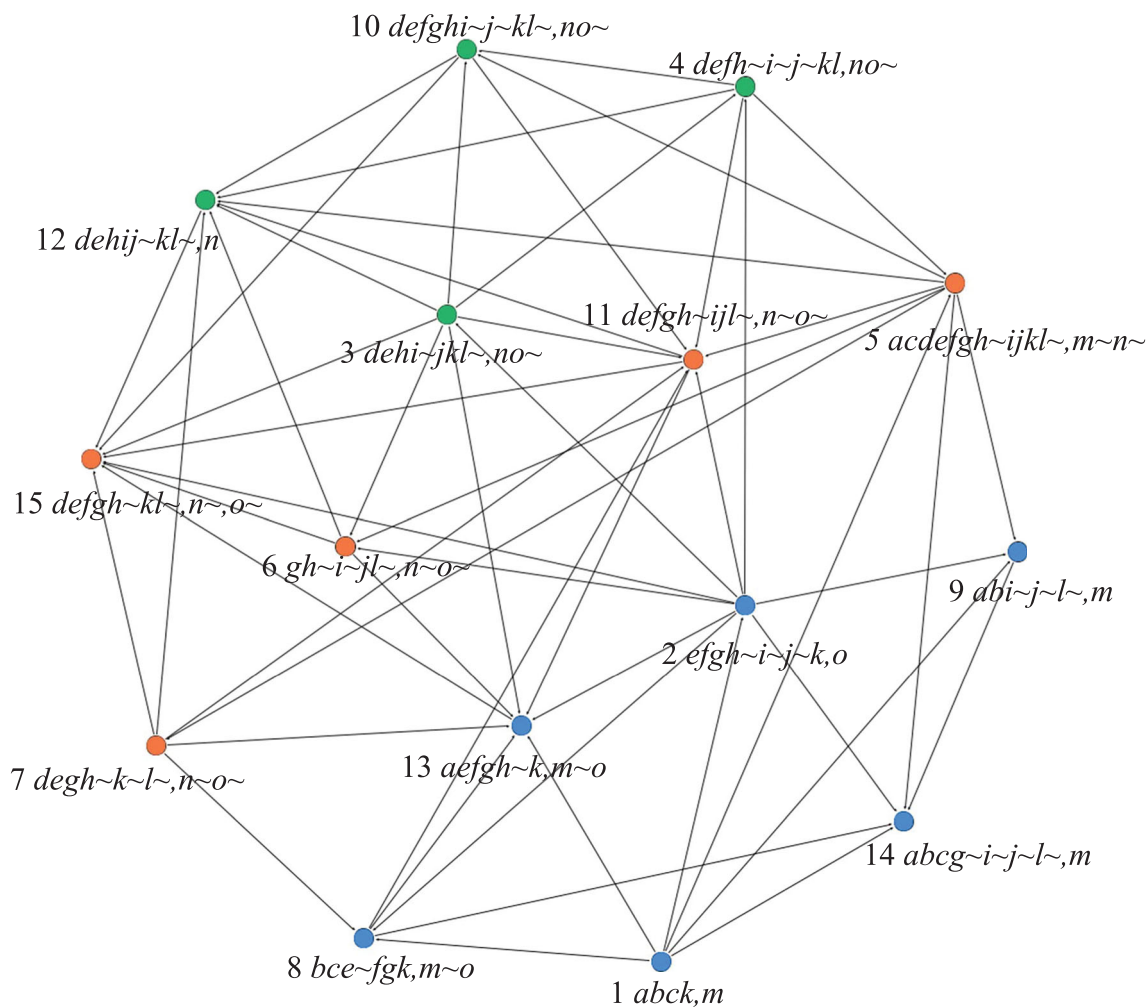 10 defghi~j~kl~,no~
4 defh~i~j~kl,no~
12 dehij~kl~,n
11 defgh~ijl~,n~o~
5 acdefgh~ijkl~,m~n~
3 dehi~jkl~,no~
15 defgh~kl~,n~,o~
6 gh~i~jl~,n~o~
9 abi~j~l~,m
2 efgh~i~j~k,o
13 aefgh~k,m~o
7 degh~k~l~,n~o~
14 abcg~i~j~l~,m
8 bce~fgk,m~o
1 abck,m